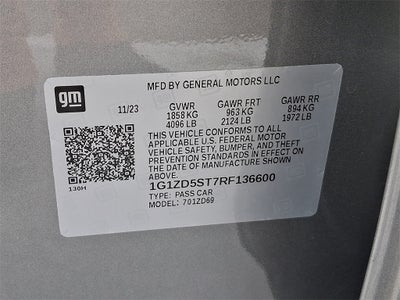 gm
MFD BY GENERAL MOTORS LLC
11/23 GVWR GAWR FRT GAWR RR
1858 KG 963 KG 894 KG
4096 LB 2124 LB 1972 LB
THIS VEHICLE CONFORMS TO ALL
APPLICABLE U.S. FEDERAL MOTOR
VEHICLE SAFETY, BUMPER, AND THEFT
PREVENTION STANDARDS IN EFFECT ON
THE DATE OF MANUFACTURE SHOWN
ABOVE.
130H
1G1ZD5ST7RF136600
TYPE: PASS CAR
MODEL: 701ZD69